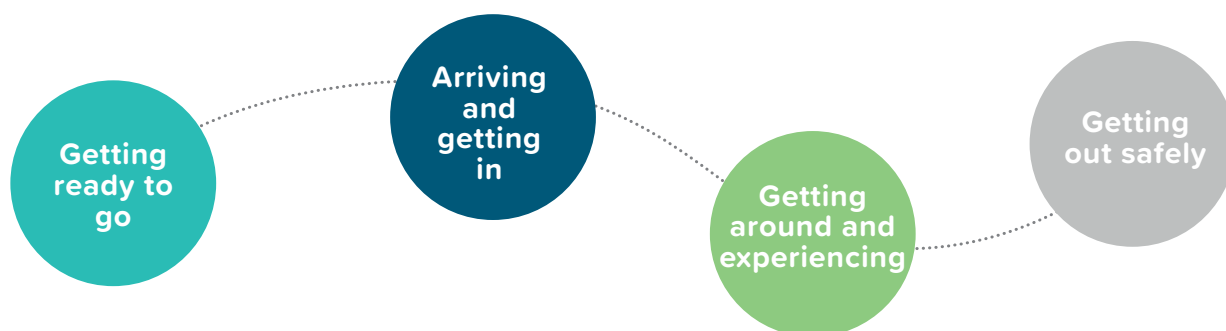 Getting
ready to
go
Arriving
and
getting
in
Getting
around and
experiencing
Getting
out safely